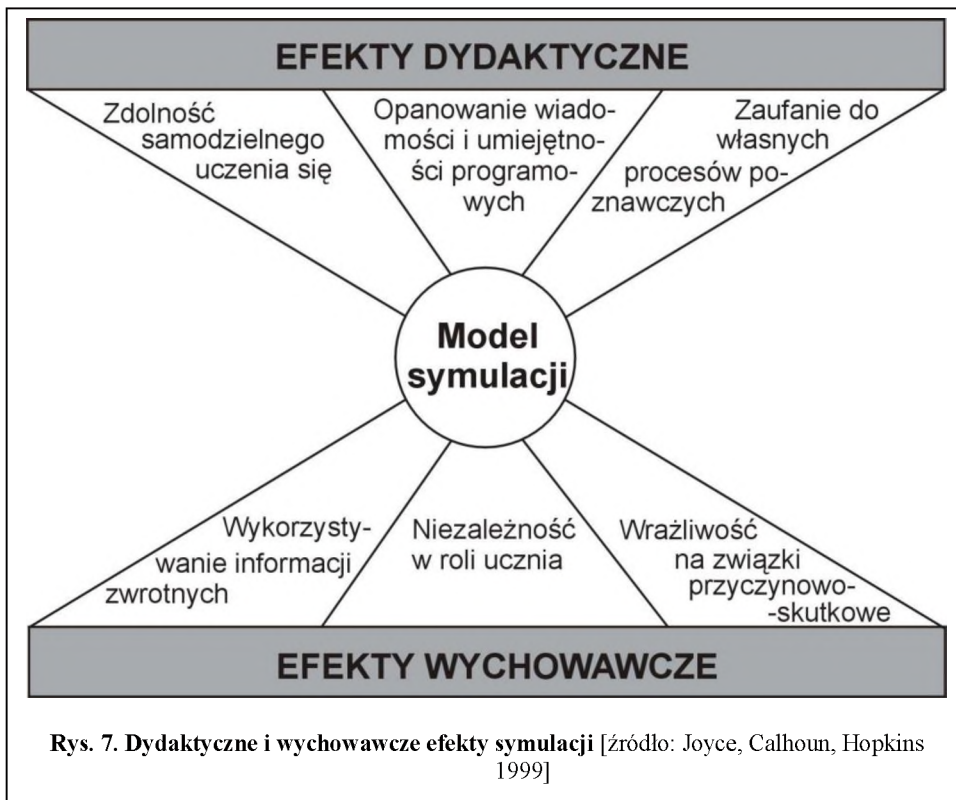 EFEKTY DYDAKTYCZNE
Zdolność
samodzielnego
uczenia się
Opanowanie wiado-
mości i umiejętno-
ści programo-
wych
Zaufanie do
własnych
procesów po-
znawczych
Model
symulacji
Wykorzysty-
wanie informacji
zwrotnych
Niezależność
w roli ucznia
Wrażliwość
na związki
przyczynowo-
-skutkowe
EFEKTY WYCHOWAWCZE
Rys. 7. Dydaktyczne i wychowawcze efekty symulacji [źródło: Joyce, Calhoun, Hopkins
1999]